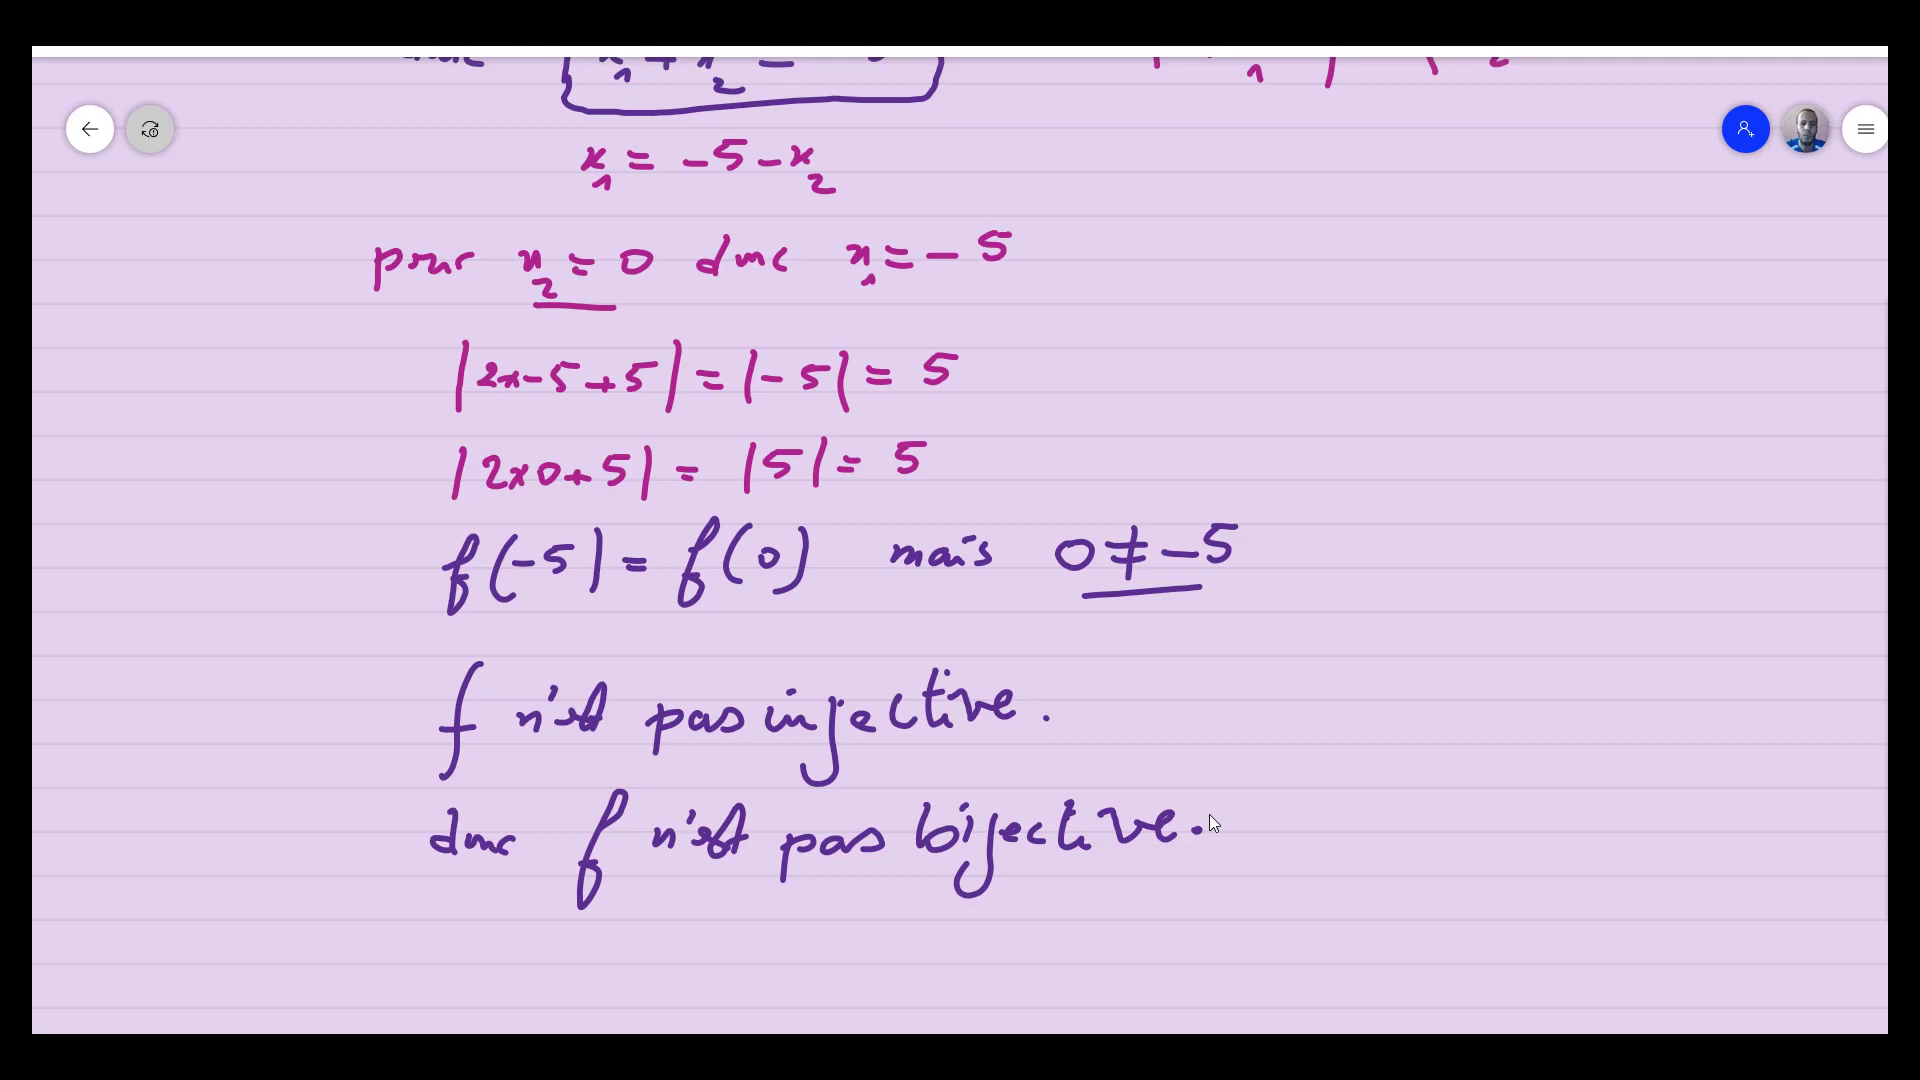 x₁ = -5 - x₂
pour x₂ = 0 donc x₁ = - 5
|2x-5+5| = |-5| = 5
|2x0+5| = |5| = 5
f(-5) = f(0) mais 0 ≠ -5
f n'est pas injective.
donc f n'est pas bijective.